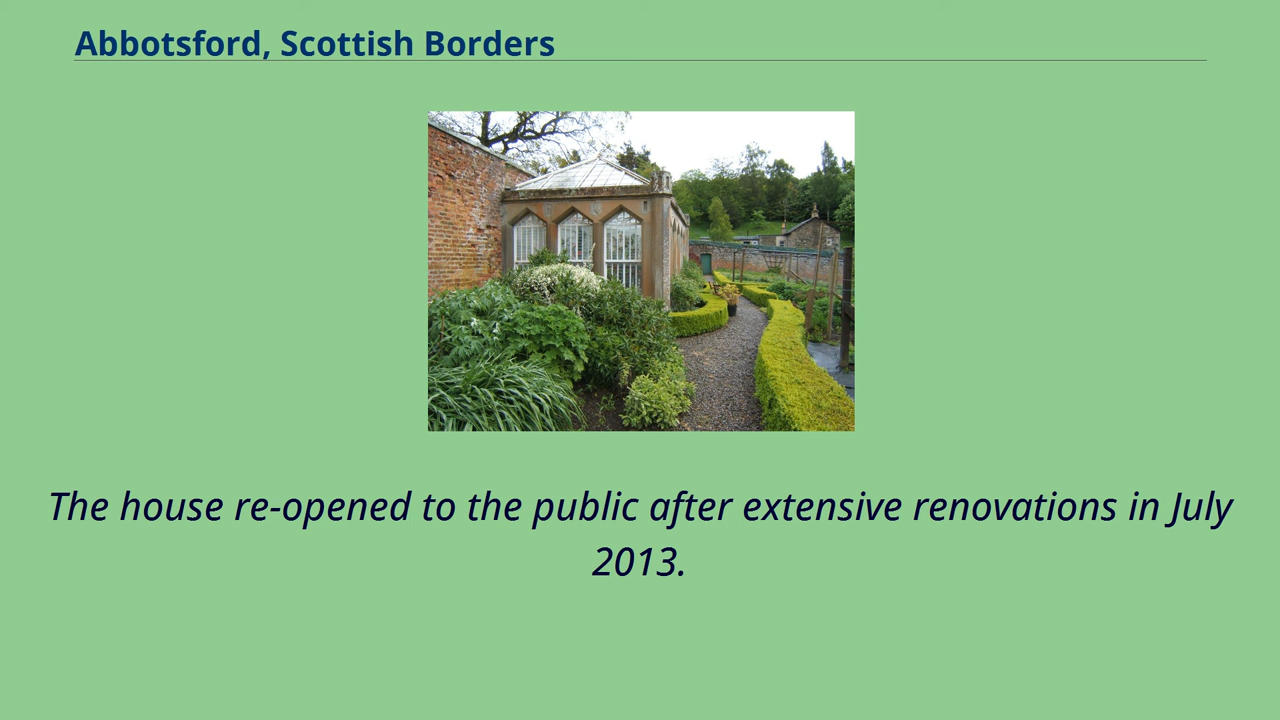 Abbotsford, Scottish Borders
The house re-opened to the public after extensive renovations in July
2013.